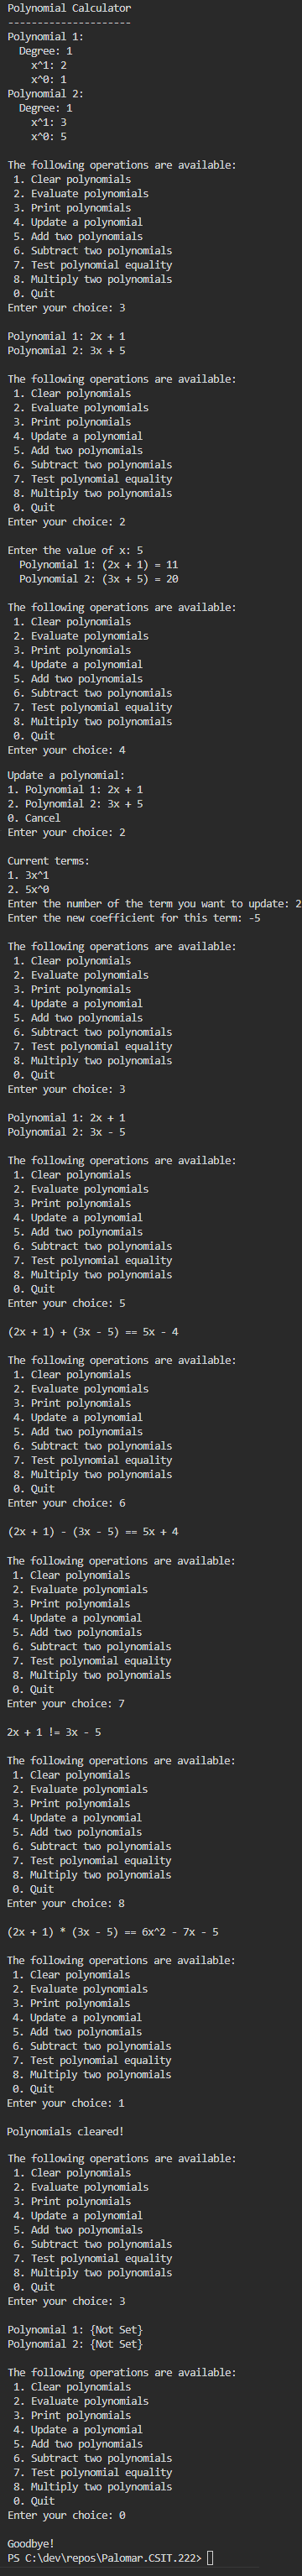 Polynomial Calculator
---------------------
Polynomial 1:
  Degree: 1
    x^1: 2
    x^0: 1
Polynomial 2:
  Degree: 1
    x^1: 3
    x^0: 5

The following operations are available:
 1. Clear polynomials
 2. Evaluate polynomials
 3. Print polynomials
 4. Update a polynomial
 5. Add two polynomials
 6. Subtract two polynomials
 7. Test polynomial equality
 8. Multiply two polynomials
 0. Quit
Enter your choice: 3

Polynomial 1: 2x + 1
Polynomial 2: 3x + 5

The following operations are available:
 1. Clear polynomials
 2. Evaluate polynomials
 3. Print polynomials
 4. Update a polynomial
 5. Add two polynomials
 6. Subtract two polynomials
 7. Test polynomial equality
 8. Multiply two polynomials
 0. Quit
Enter your choice: 2

Enter the value of x: 5
  Polynomial 1: (2x + 1) = 11
  Polynomial 2: (3x + 5) = 20

The following operations are available:
 1. Clear polynomials
 2. Evaluate polynomials
 3. Print polynomials
 4. Update a polynomial
 5. Add two polynomials
 6. Subtract two polynomials
 7. Test polynomial equality
 8. Multiply two polynomials
 0. Quit
Enter your choice: 4

Update a polynomial:
1. Polynomial 1: 2x + 1
2. Polynomial 2: 3x + 5
0. Cancel
Enter your choice: 2

Current terms:
1. 3x^1
2. 5x^0
Enter the number of the term you want to update: 2
Enter the new coefficient for this term: -5

The following operations are available:
 1. Clear polynomials
 2. Evaluate polynomials
 3. Print polynomials
 4. Update a polynomial
 5. Add two polynomials
 6. Subtract two polynomials
 7. Test polynomial equality
 8. Multiply two polynomials
 0. Quit
Enter your choice: 3

Polynomial 1: 2x + 1
Polynomial 2: 3x - 5

The following operations are available:
 1. Clear polynomials
 2. Evaluate polynomials
 3. Print polynomials
 4. Update a polynomial
 5. Add two polynomials
 6. Subtract two polynomials
 7. Test polynomial equality
 8. Multiply two polynomials
 0. Quit
Enter your choice: 5

(2x + 1) + (3x - 5) == 5x - 4

The following operations are available:
 1. Clear polynomials
 2. Evaluate polynomials
 3. Print polynomials
 4. Update a polynomial
 5. Add two polynomials
 6. Subtract two polynomials
 7. Test polynomial equality
 8. Multiply two polynomials
 0. Quit
Enter your choice: 6

(2x + 1) - (3x - 5) == 5x + 4

The following operations are available:
 1. Clear polynomials
 2. Evaluate polynomials
 3. Print polynomials
 4. Update a polynomial
 5. Add two polynomials
 6. Subtract two polynomials
 7. Test polynomial equality
 8. Multiply two polynomials
 0. Quit
Enter your choice: 7

2x + 1 != 3x - 5

The following operations are available:
 1. Clear polynomials
 2. Evaluate polynomials
 3. Print polynomials
 4. Update a polynomial
 5. Add two polynomials
 6. Subtract two polynomials
 7. Test polynomial equality
 8. Multiply two polynomials
 0. Quit
Enter your choice: 8

(2x + 1) * (3x - 5) == 6x^2 - 7x - 5

The following operations are available:
 1. Clear polynomials
 2. Evaluate polynomials
 3. Print polynomials
 4. Update a polynomial
 5. Add two polynomials
 6. Subtract two polynomials
 7. Test polynomial equality
 8. Multiply two polynomials
 0. Quit
Enter your choice: 1

Polynomials cleared!

The following operations are available:
 1. Clear polynomials
 2. Evaluate polynomials
 3. Print polynomials
 4. Update a polynomial
 5. Add two polynomials
 6. Subtract two polynomials
 7. Test polynomial equality
 8. Multiply two polynomials
 0. Quit
Enter your choice: 3

Polynomial 1: {Not Set}
Polynomial 2: {Not Set}

The following operations are available:
 1. Clear polynomials
 2. Evaluate polynomials
 3. Print polynomials
 4. Update a polynomial
 5. Add two polynomials
 6. Subtract two polynomials
 7. Test polynomial equality
 8. Multiply two polynomials
 0. Quit
Enter your choice: 0

Goodbye!
PS C:\dev\repos\Palomar.CSIT.222>